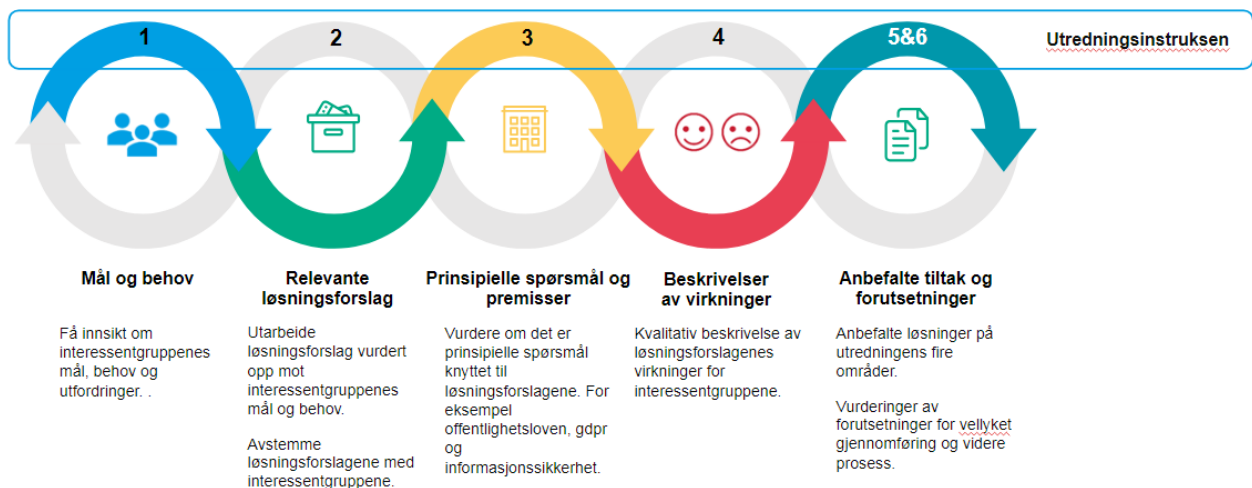 1
2
3
4
5&6
Utredningsinstruksen
Mål og behov
Få innsikt om
interessentgruppenes
mål, behov og
utfordringer. .
Relevante
løsningsforslag
Utarbeide
løsningsforslag vurdert
opp mot
interessentgruppenes
mål og behov.
Avstemme
løsningsforslagene med
interessentgruppene.
Prinsipielle spørsmål og
premisser
Vurdere om det er
prinsipielle spørsmål
knyttet til
løsningsforslagene. For
eksempel
offentlighetsloven, gdpr
og
informasjonssikkerhet.
Beskrivelser
av virkninger
Kvalitativ beskrivelse av
løsningsforslagenes
virkninger for
interessentgruppene.
Anbefalte tiltak og
forutsetninger
Anbefalte løsninger på
utredningens fire
områder.
Vurderinger av
forutsetninger for vellyket
gjennomføring og videre
prosess.